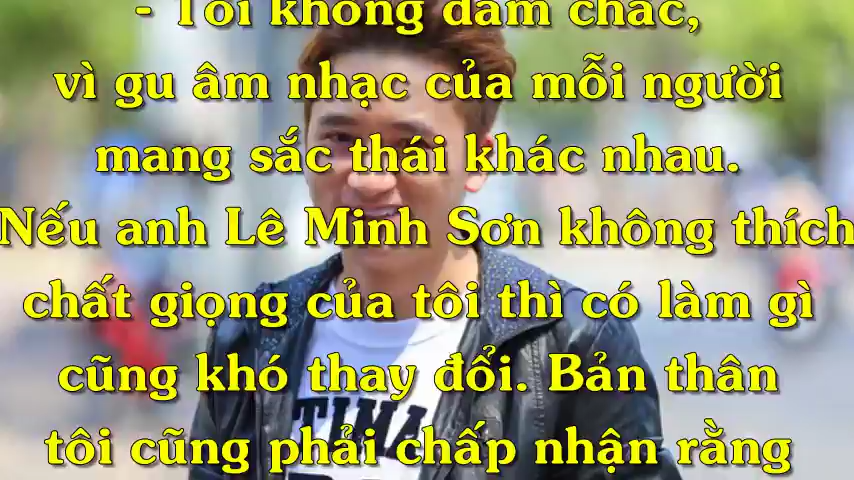 - Tôi không dám chắc,
vì gu âm nhạc của mỗi người
mang sắc thái khác nhau.
Nếu anh Lê Minh Sơn không thích
chất giọng của tôi thì có làm gì
cũng khó thay đổi. Bản thân
tôi cũng phải chấp nhận rằng